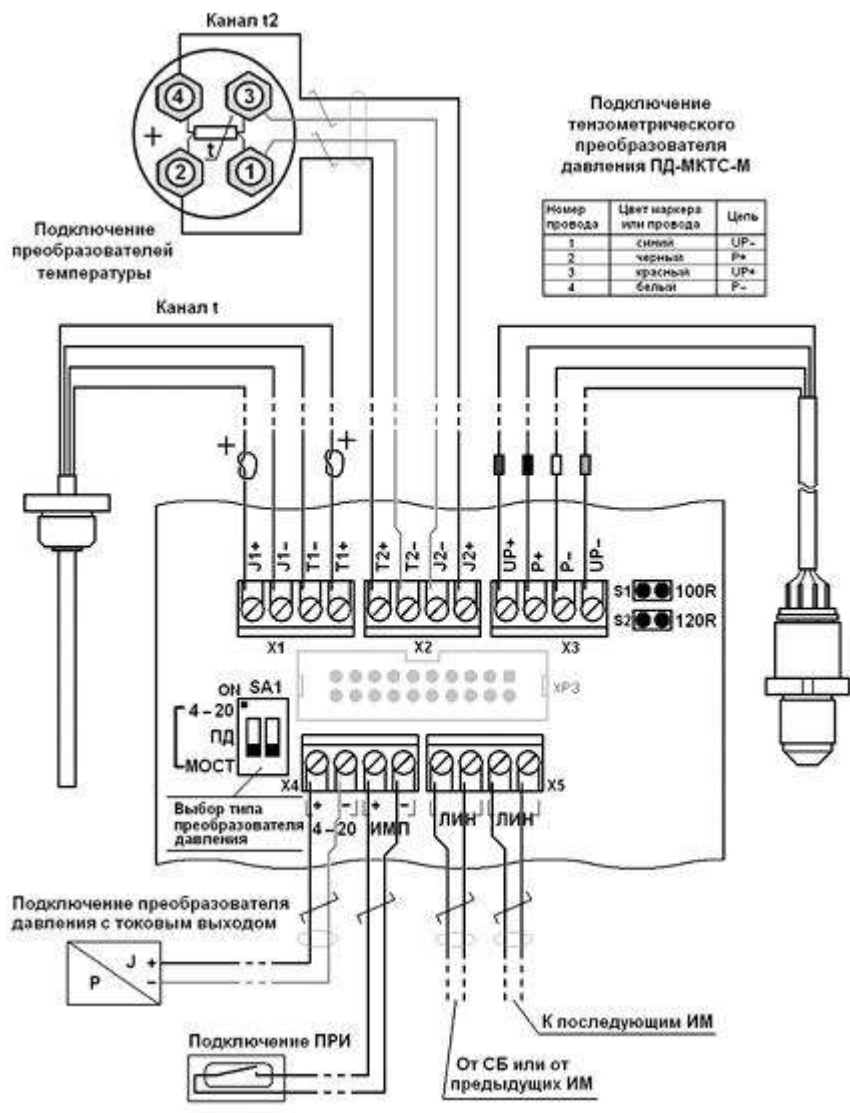 Канал t2
4
3
+
t
2
1
Подключение
преобразователей
температуры
Подключение
тензометрического
преобразователя
давления ПД-МКТС-М
Номер провода Цвет маркера или провода Цепь
1 синий UP-
2 черный P+
3 красный UP+
4 белый P-
Канал t
+ +
J1+ J1- T1- T1+ T2+ T2- J2- J2+ UP+ P+ P- UP-
S1 100R
S2 120R
X1 X2 X3
XP3
ON SA1
4-20
ПД
МОСТ
X4 X5
+ - + -
4-20 ИМП ЛИН ЛИН
Выбор типа
преобразователя
давления
Подключение преобразователя
давления с токовым выходом
J +
P -
К последующим ИМ
Подключение ПРИ
От СБ или от
предыдущих ИМ